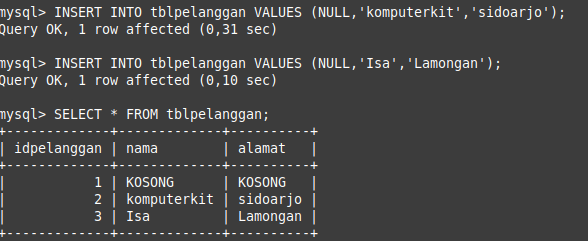 mysql> INSERT INTO tblpelanggan VALUES (NULL,'komputerkit','sidoarjo');
Query OK, 1 row affected (0,31 sec)
mysql> INSERT INTO tblpelanggan VALUES (NULL,'Isa','Lamongan');
Query OK, 1 row affected (0,10 sec)
mysql> SELECT * FROM tblpelanggan;
+-------------+-------------+----------+
| idpelanggan | nama        | alamat   |
+-------------+-------------+----------+
|           1 | KOSONG      | KOSONG   |
|           2 | komputerkit | sidoarjo |
|           3 | Isa         | Lamongan |
+-------------+-------------+----------+